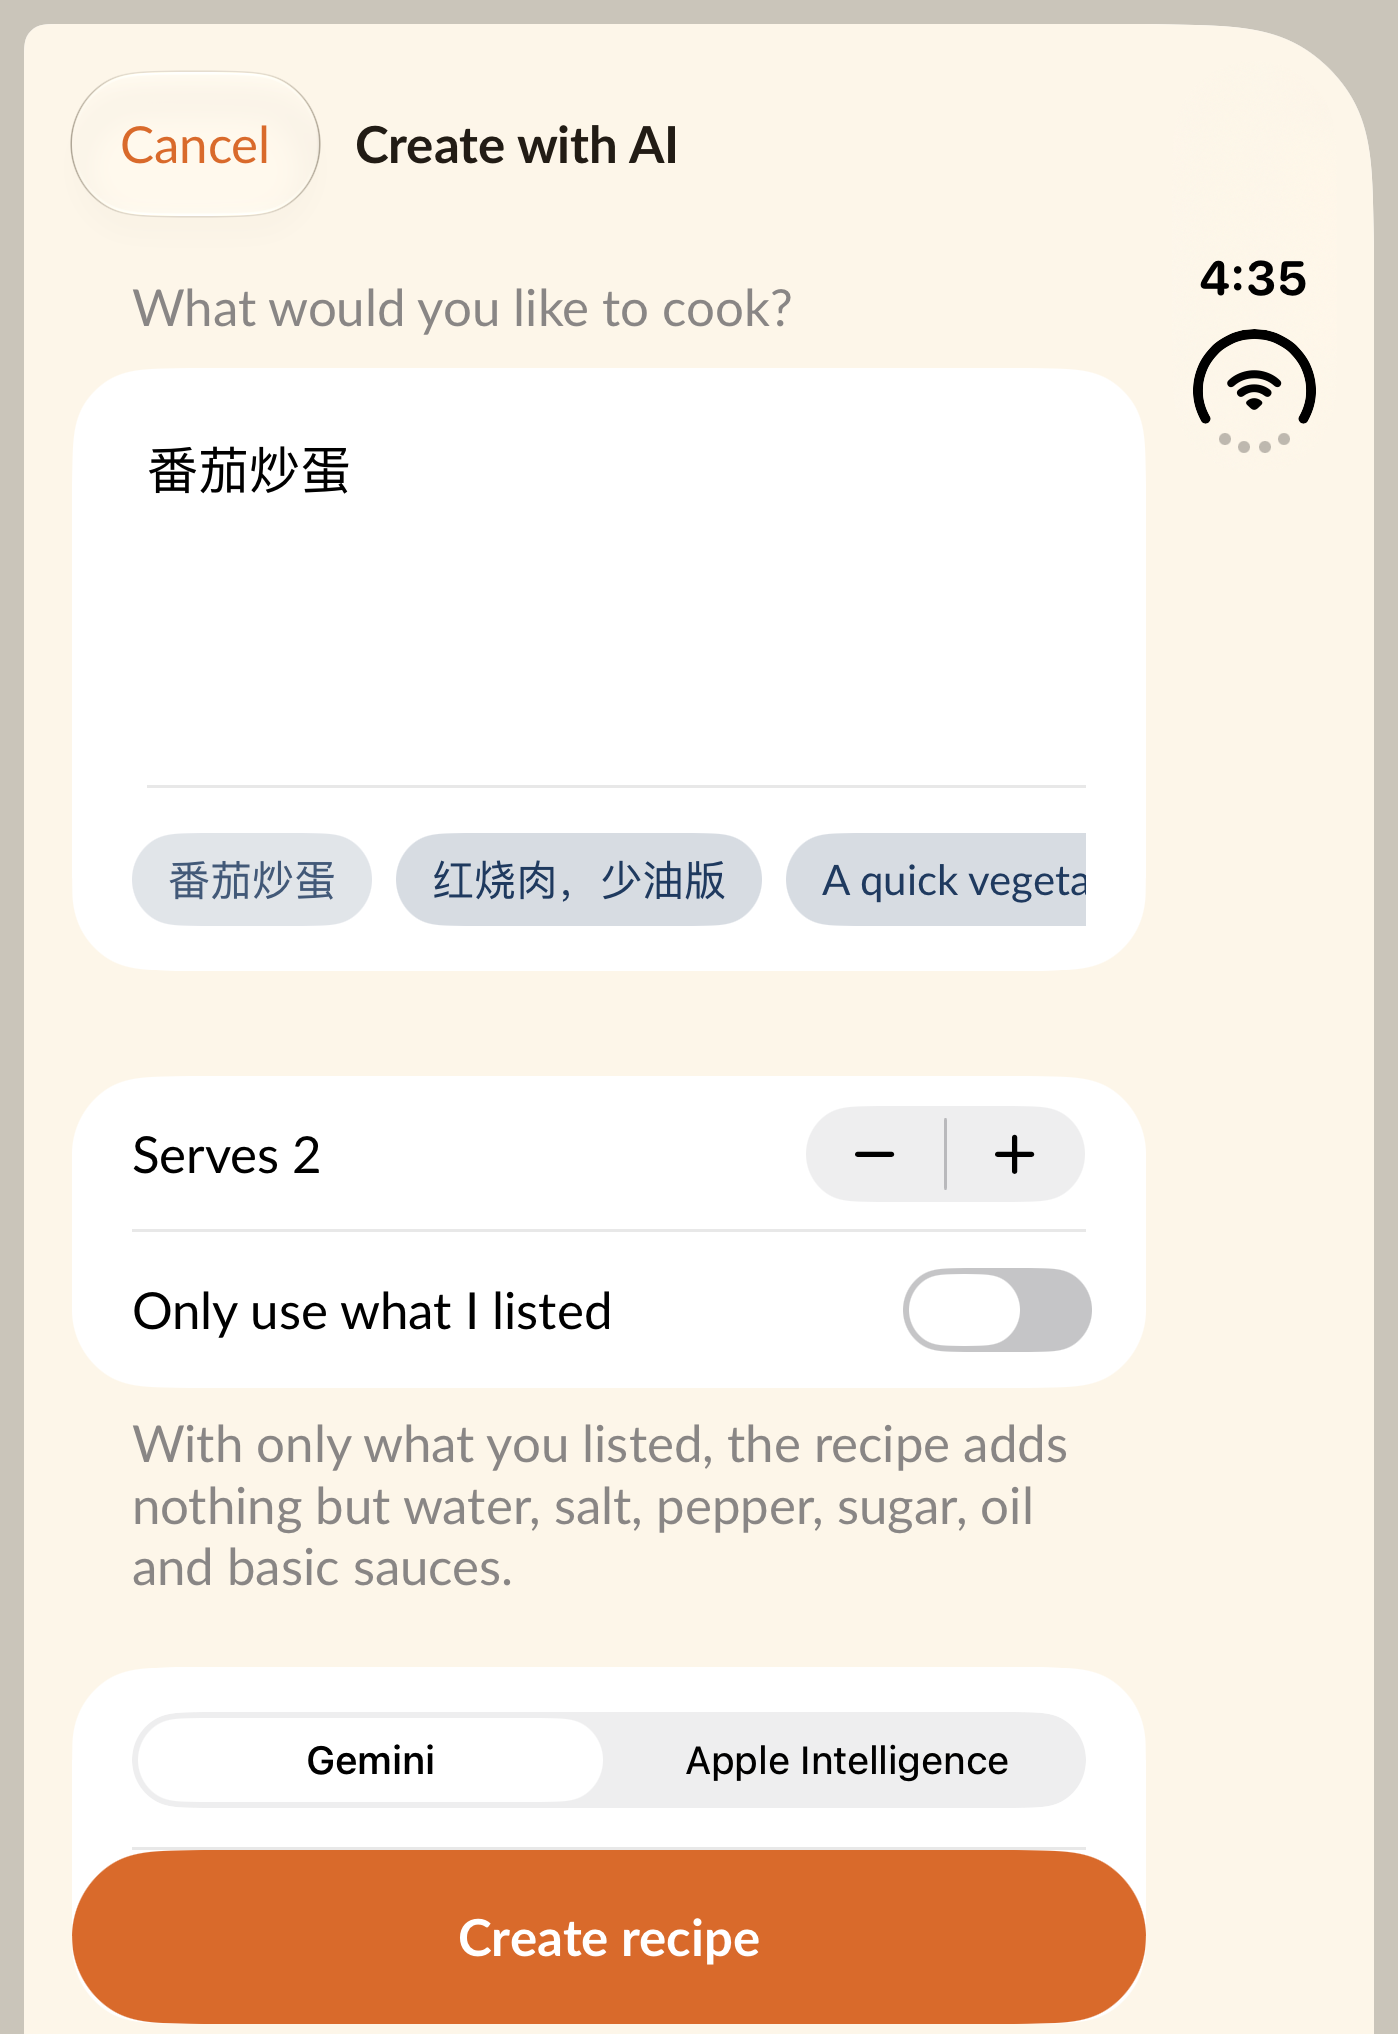 Cancel
Create with AI
4:35
What would you like to cook?
番茄炒蛋
番茄炒蛋
红烧肉，少油版
A quick vegeta
Serves 2
Only use what I listed
With only what you listed, the recipe adds
nothing but water, salt, pepper, sugar, oil
and basic sauces.
Gemini
Apple Intelligence
Create recipe